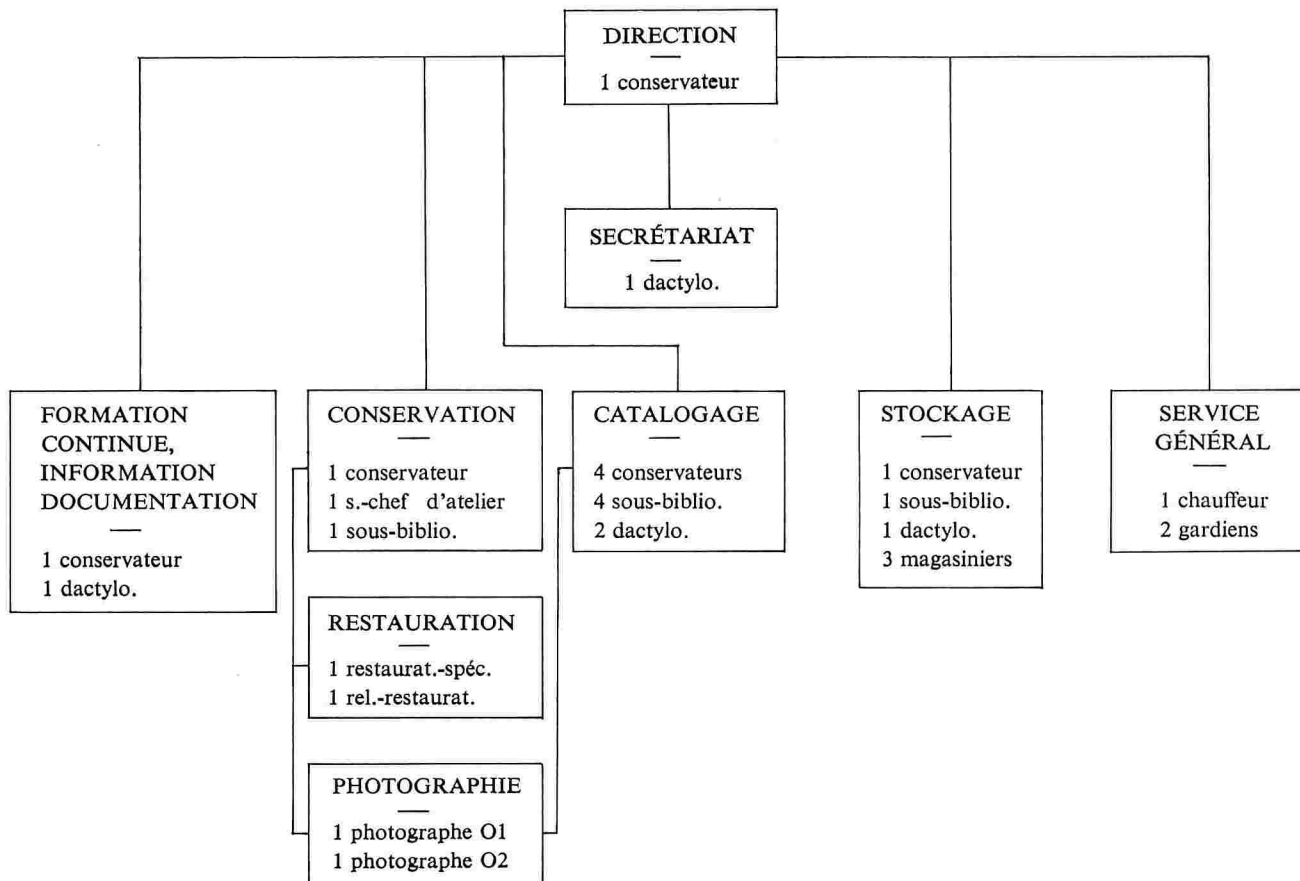 DIRECTION
1 conservateur
SECRÉTARIAT
1 dactylo.
FORMATION
CONTINUE,
INFORMATION
DOCUMENTATION
1 conservateur
1 dactylo.
CONSERVATION
1 conservateur
1 s.-chef d'atelier
1 sous-biblio.
CATALOGAGE
4 conservateurs
4 sous-biblio.
2 dactylo.
STOCKAGE
1 conservateur
1 sous-biblio.
1 dactylo.
3 magasiniers
SERVICE
GÉNÉRAL
1 chauffeur
2 gardiens
RESTAURATION
1 restaurat.-spéc.
1 rel.-restaurat.
PHOTOGRAPHIE
1 photographe O1
1 photographe O2